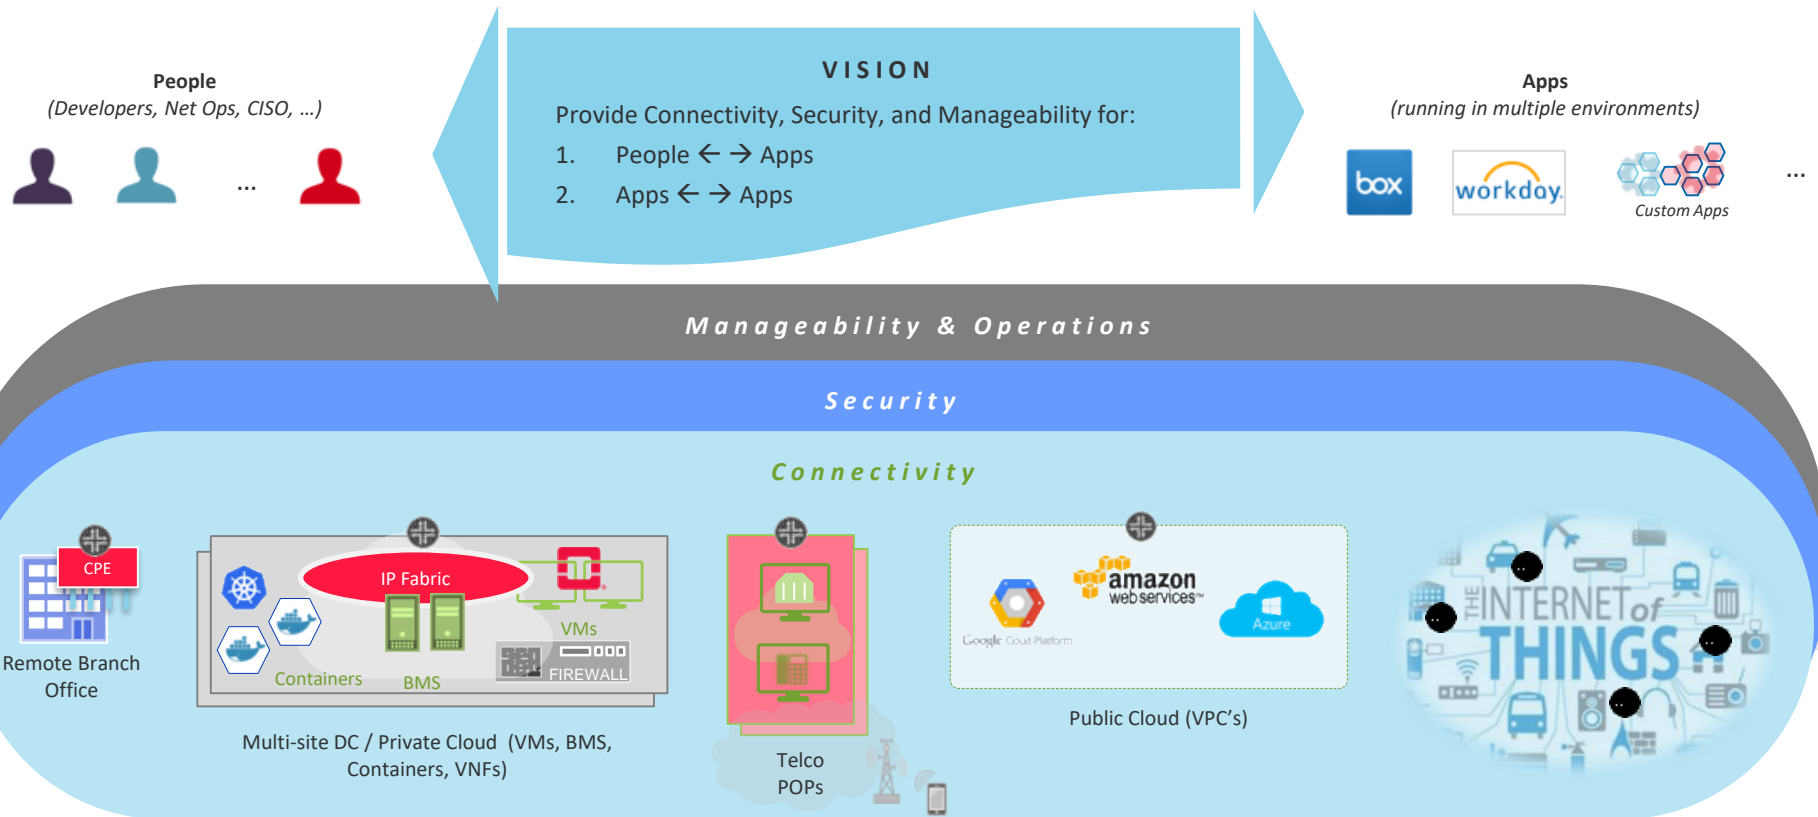 VISION
Provide Connectivity, Security, and Manageability for:
1. People ← → Apps
2. Apps ← → Apps
People
(Developers, Net Ops, CISO, ...)
...
Apps
(running in multiple environments)
box
workday.
Custom Apps
...
Manageability & Operations
Security
Connectivity
CPE
Remote Branch
Office
IP Fabric
VMs
FIREWALL
Containers
BMS
Multi-site DC / Private Cloud (VMs, BMS,
Containers, VNFs)
Telco
POPs
Google Cloud Platform
amazon
web services™
Azure
Public Cloud (VPC's)
THE INTERNET of
THINGS